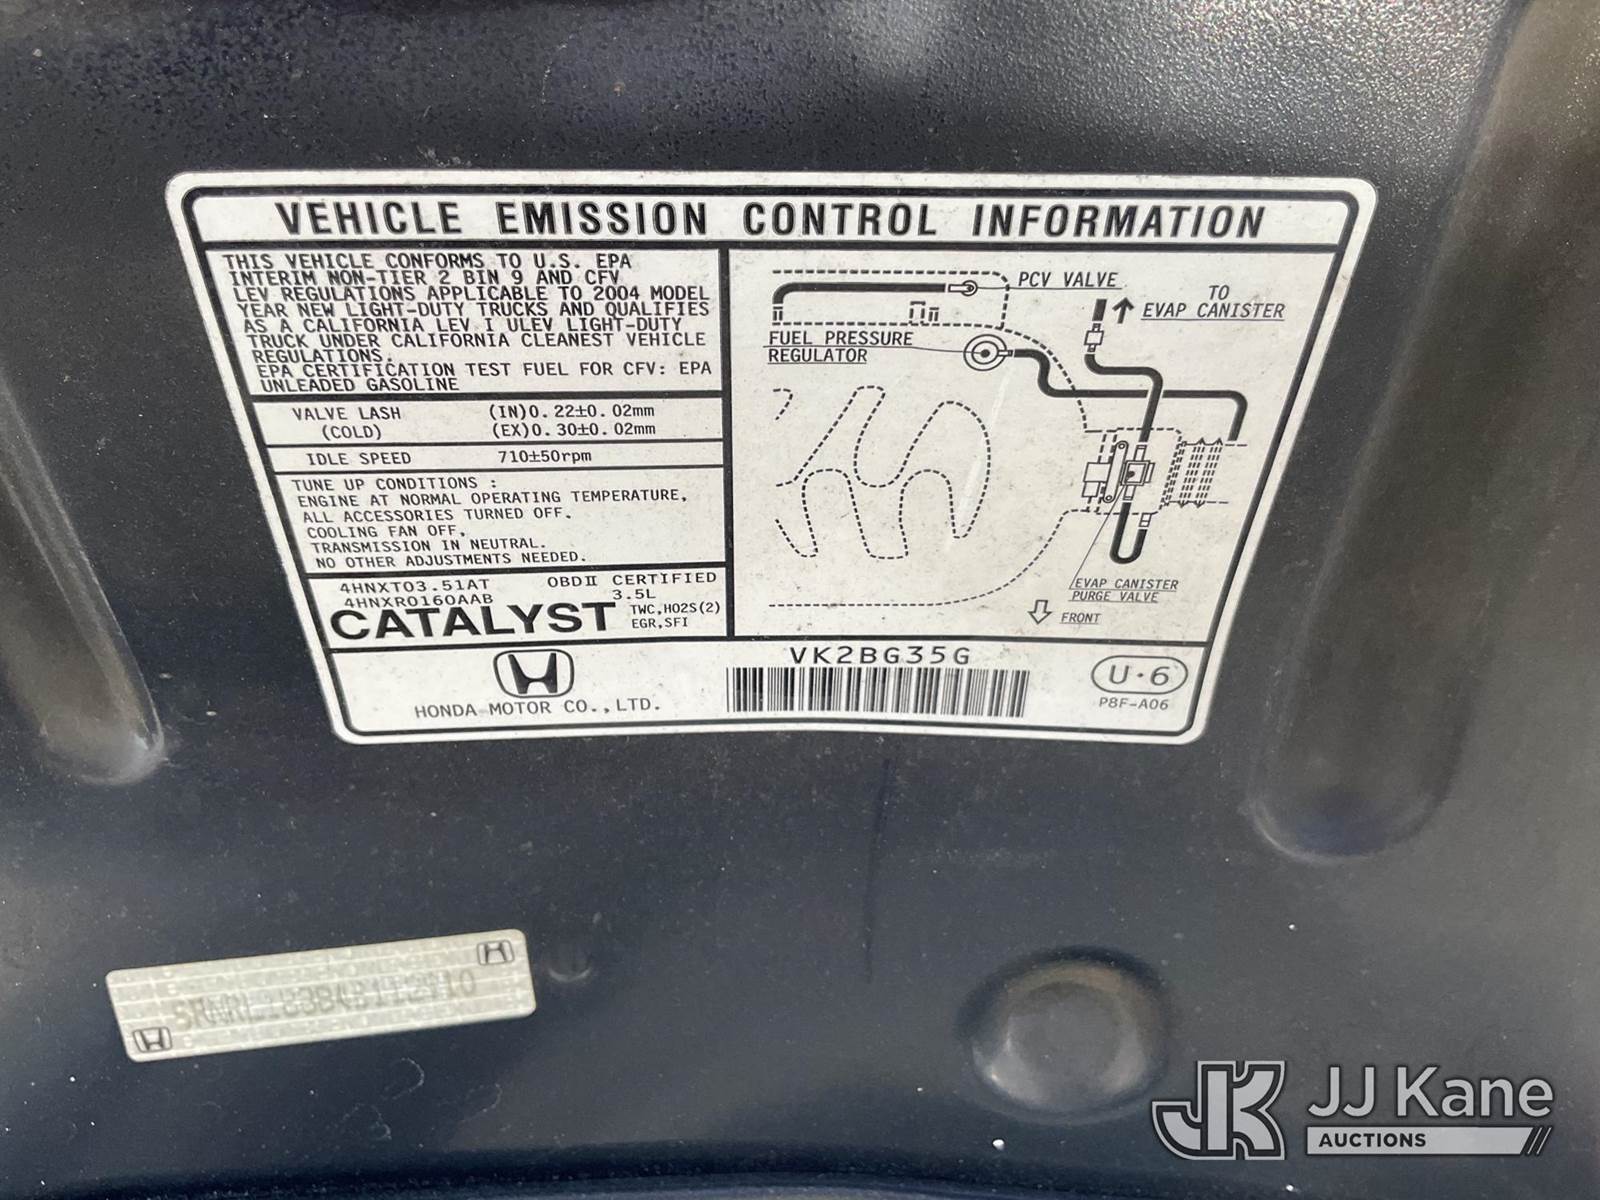 VEHICLE EMISSION CONTROL INFORMATION
THIS VEHICLE CONFORMS TO U.S. EPA
INTERIM NON-TIER 2 BIN 9 AND CFV
LEV REGULATIONS APPLICABLE TO 2004 MODEL
YEAR NEW LIGHT-DUTY TRUCKS AND QUALIFIES
AS A CALIFORNIA LEV I ULEV LIGHT-DUTY
TRUCK UNDER CALIFORNIA CLEANEST VEHICLE
REGULATIONS.
EPA CERTIFICATION TEST FUEL FOR CFV: EPA
UNLEADED GASOLINE
VALVE LASH (IN)0.22±0.02mm
(COLD) (EX)0.30±0.02mm
IDLE SPEED 710±50rpm
TUNE UP CONDITIONS :
ENGINE AT NORMAL OPERATING TEMPERATURE,
ALL ACCESSORIES TURNED OFF.
COOLING FAN OFF,
TRANSMISSION IN NEUTRAL.
NO OTHER ADJUSTMENTS NEEDED.
4HNXT03.51AT OBDⅡ CERTIFIED
4HNXR0160AAB 3.5L
CATALYST TWC,HO2S(2)
EGR,SFI
PCV VALVE
TO
EVAP CANISTER
FUEL PRESSURE
REGULATOR
EVAP CANISTER
PURGE VALVE
FRONT
HONDA MOTOR CO.,LTD.
VK2BG35G
U·6
P8F-A06
JK JJ Kane
AUCTIONS